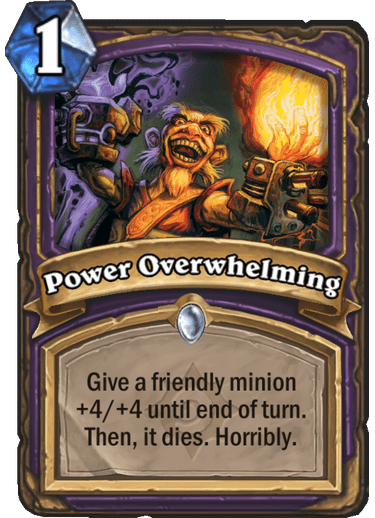 1
Power Overwhelming
Give a friendly minion
+4/+4 until end of turn.
Then, it dies. Horribly.